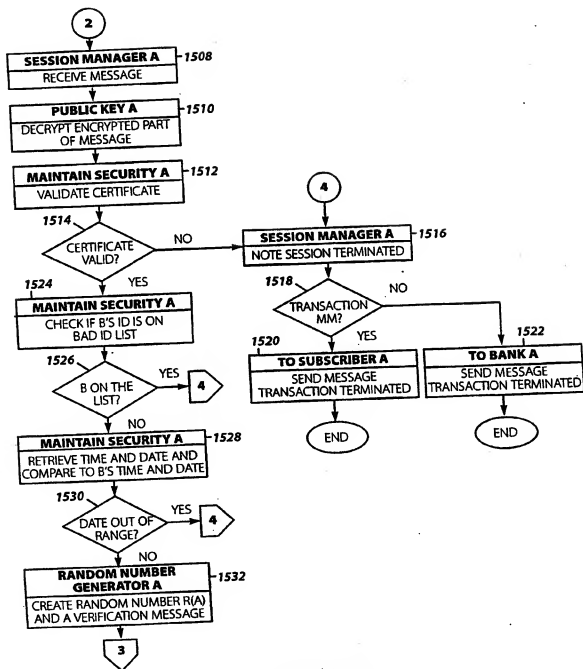 2
SESSION MANAGER A
1508
RECEIVE MESSAGE
PUBLIC KEY A
1510
DECRYPT ENCRYPTED PART
OF MESSAGE
MAINTAIN SECURITY A
1512
VALIDATE CERTIFICATE
1514
CERTIFICATE
VALID?
NO
YES
4
SESSION MANAGER A
1516
NOTE SESSION TERMINATED
1518
TRANSACTION
MM?
NO
YES
1520
TO SUBSCRIBER A
SEND MESSAGE
TRANSACTION TERMINATED
END
1522
TO BANK A
SEND MESSAGE
TRANSACTION TERMINATED
END
1524
MAINTAIN SECURITY A
CHECK IF B'S ID IS ON
BAD ID LIST
1526
B ON THE
LIST?
YES
4
NO
MAINTAIN SECURITY A
1528
RETRIEVE TIME AND DATE AND
COMPARE TO B'S TIME AND DATE
1530
DATE OUT OF
RANGE?
YES
4
NO
RANDOM NUMBER
GENERATOR A
1532
CREATE RANDOM NUMBER R(A)
AND A VERIFICATION MESSAGE
3